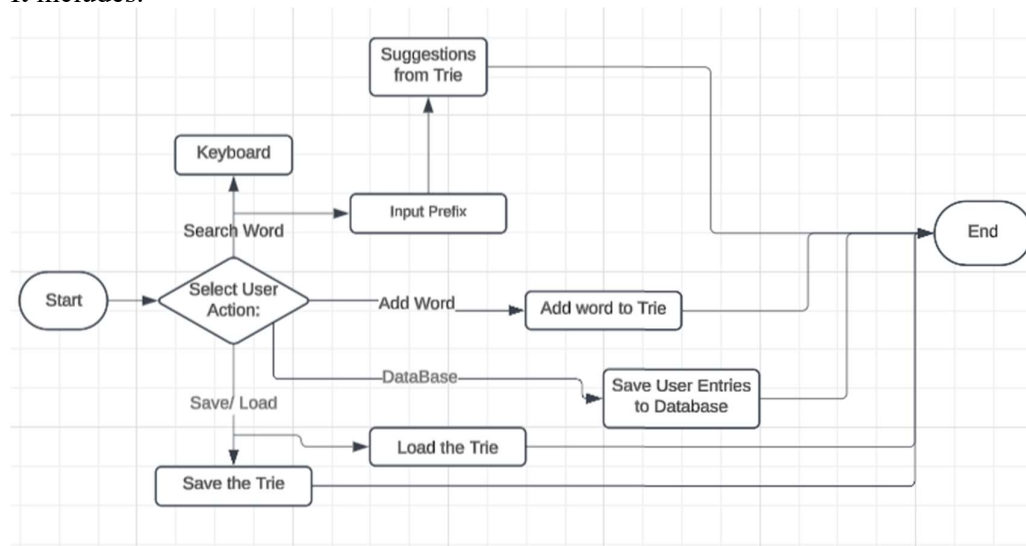 It includes:
Suggestions
from Trie
Keyboard
Input Prefix
Search Word
End
Start
Select User
Action:
Add Word
Add word to Trie
DataBase
Save User Entries
to Database
Save/ Load
Load the Trie
Save the Trie